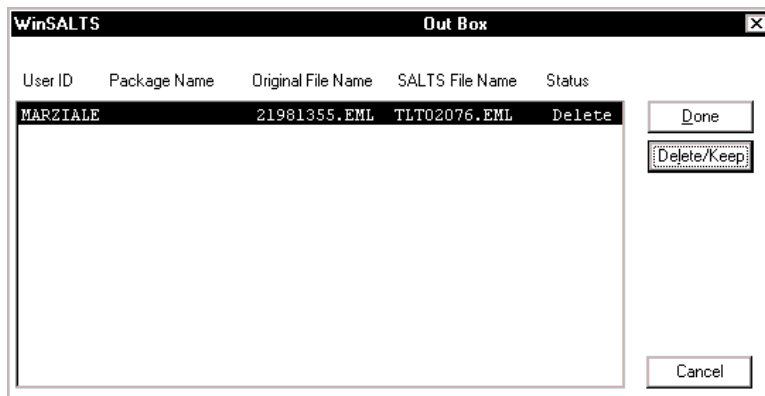 WinSALTS Out Box
User ID Package Name Original File Name SALTS File Name Status
MARZIALE 21981355.EML TLT02076.EML Delete
Done
Delete/Keep
Cancel